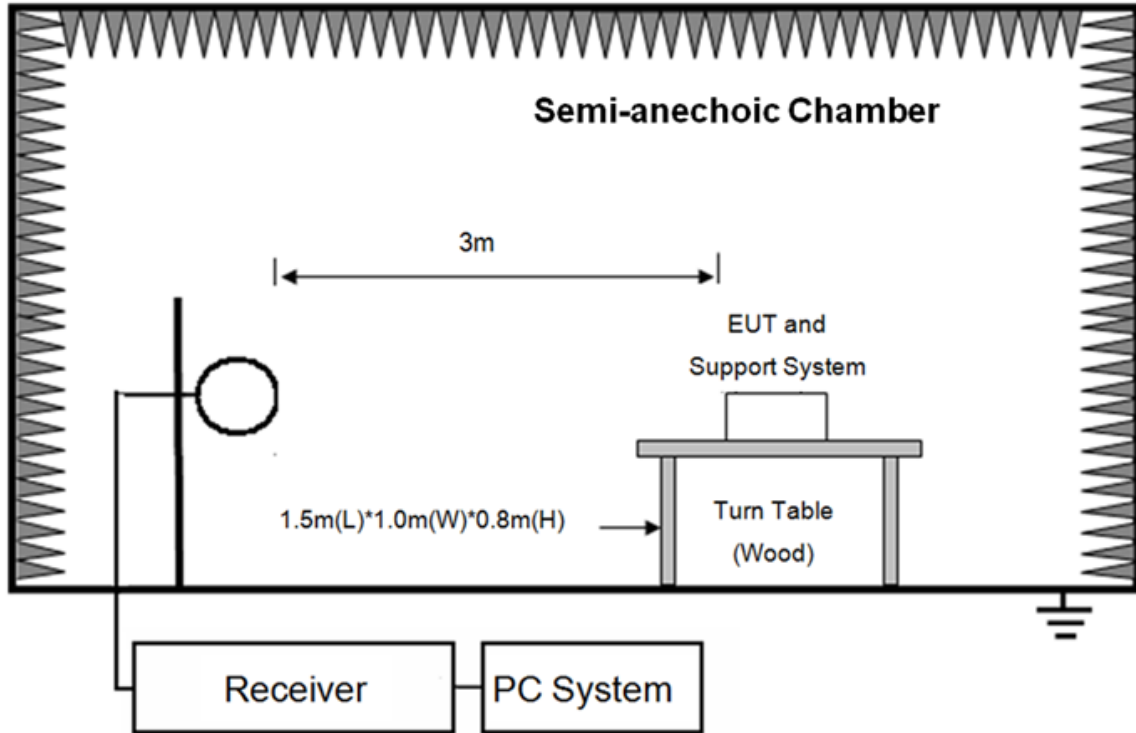 Semi-anechoic Chamber
3m
EUT and
Support System
1.5m(L)*1.0m(W)*0.8m(H)
Turn Table
(Wood)
Receiver
PC System